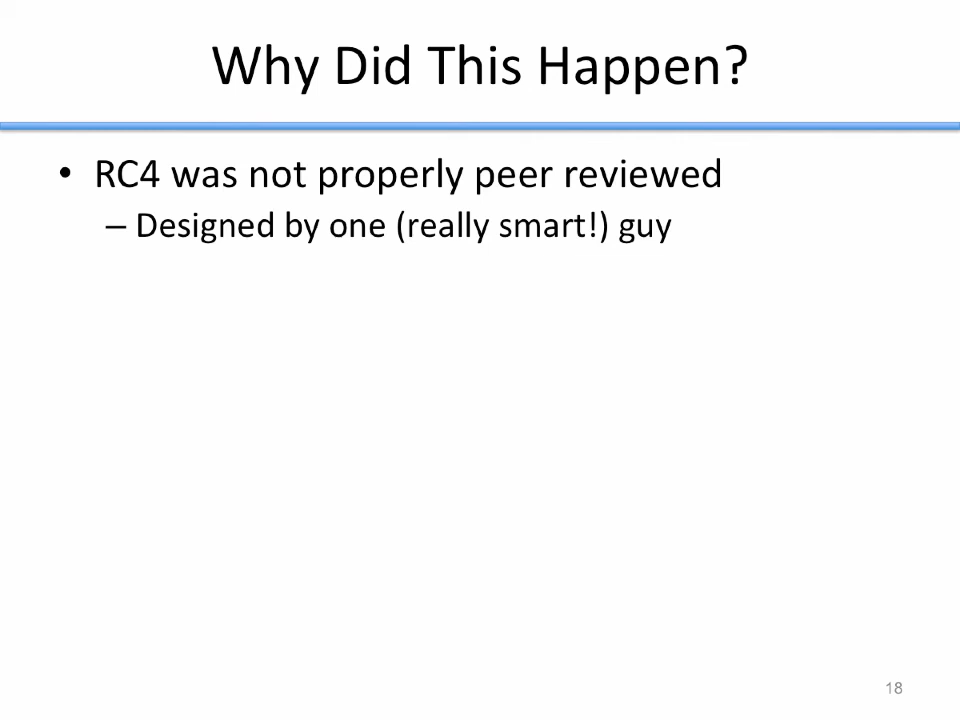 Why Did This Happen?
• RC4 was not properly peer reviewed
– Designed by one (really smart!) guy
18